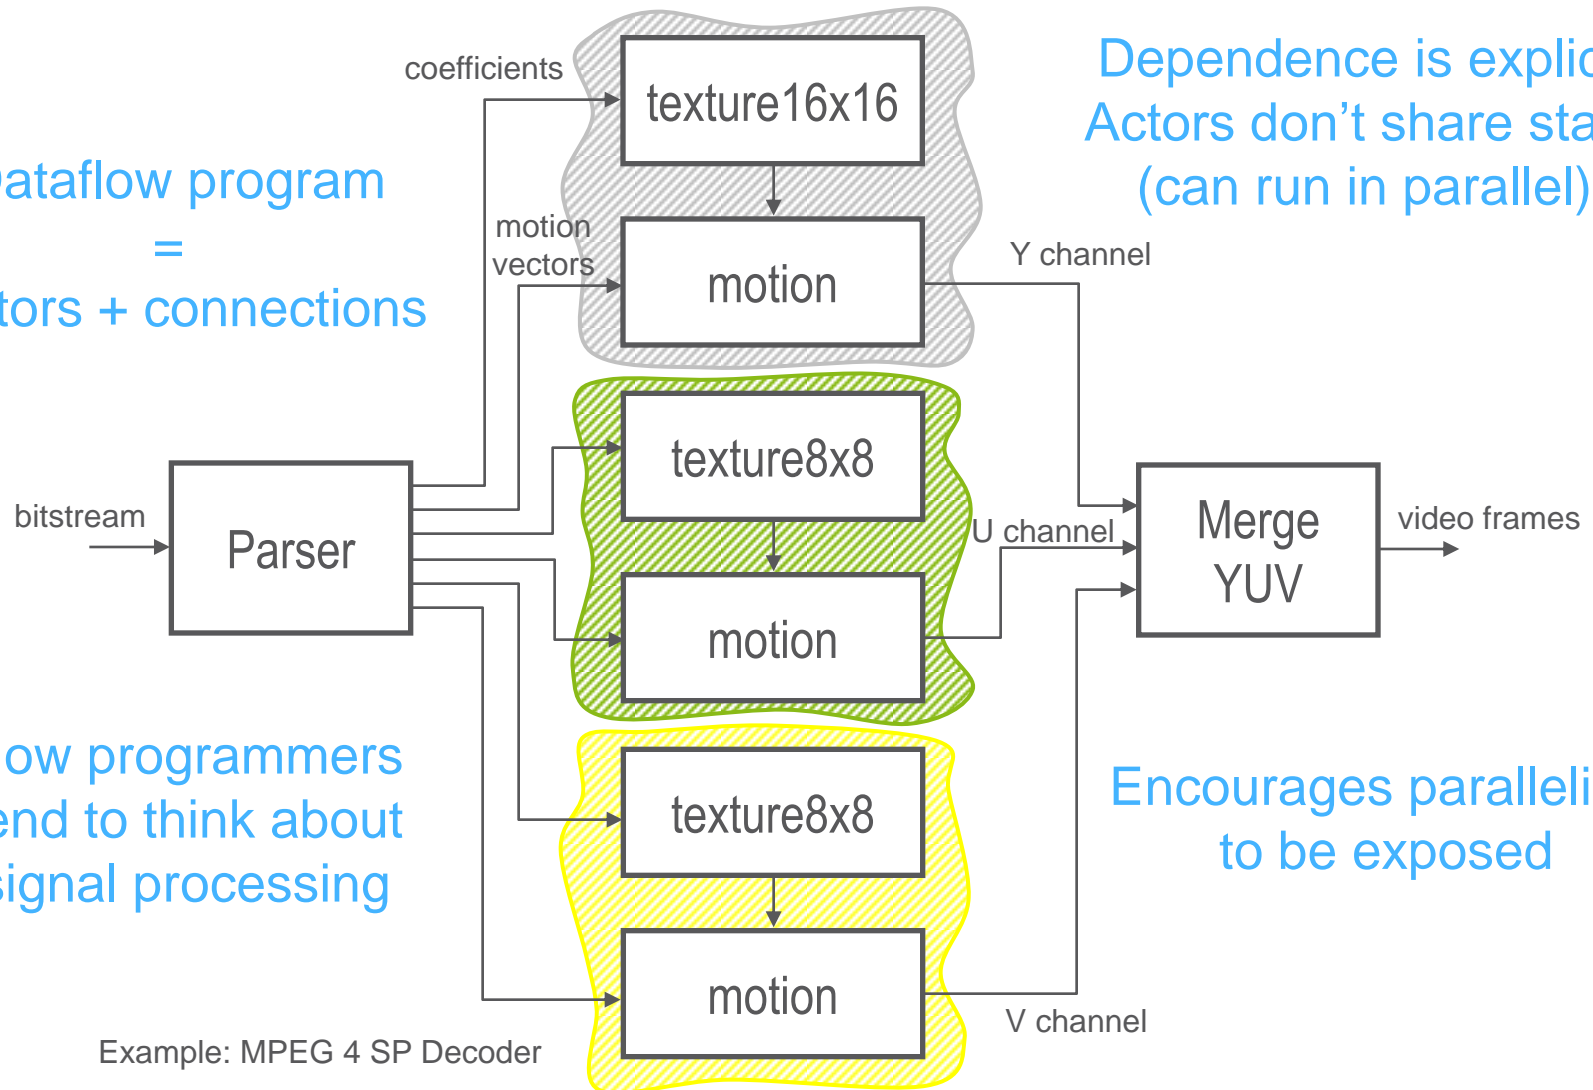 coefficients
texture16x16
Dependence is explic
Actors don’t share sta
(can run in parallel)
ataflow program
=
tors + connections
motion
vectors
motion
Y channel
texture8x8
bitstream
Parser
U channel
Merge
YUV
video frames
motion
ow programmers
end to think about
signal processing
texture8x8
Encourages paralleli
to be exposed
motion
V channel
Example: MPEG 4 SP Decoder